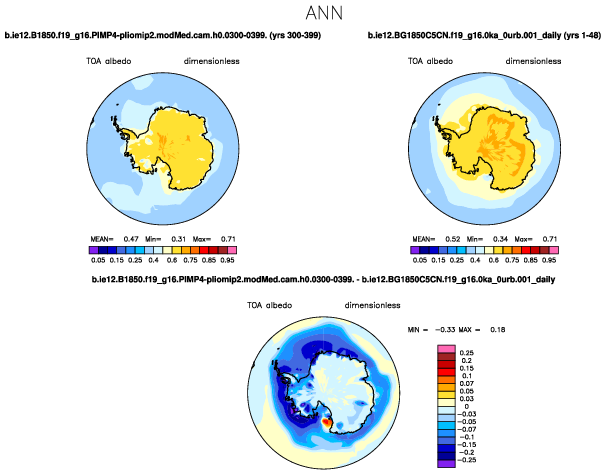 ANN
b.ie12.B1850.f19_g16.PIMP4-pliomip2.modMed.cam.h0.0300-0399. (yrs 300-399)
b.ie12.BG1850C5CN.f19_g16.0ka_0urb.001_daily (yrs 1-48)
TOA albedo dimensionless
TOA albedo dimensionless
MEAN= 0.47 Min= 0.31 Max= 0.71
MEAN= 0.52 Min= 0.34 Max= 0.71
0.05 0.15 0.25 0.4 0.6 0.75 0.85 0.95
0.05 0.15 0.25 0.4 0.6 0.75 0.85 0.95
b.ie12.B1850.f19_g16.PIMP4-pliomip2.modMed.cam.h0.0300-0399. - b.ie12.BG1850C5CN.f19_g16.0ka_0urb.001_daily
TOA albedo dimensionless
MIN = -0.33 MAX = 0.18
0.25
0.2
0.15
0.1
0.07
0.05
0.03
0
-0.03
-0.05
-0.07
-0.1
-0.15
-0.2
-0.25